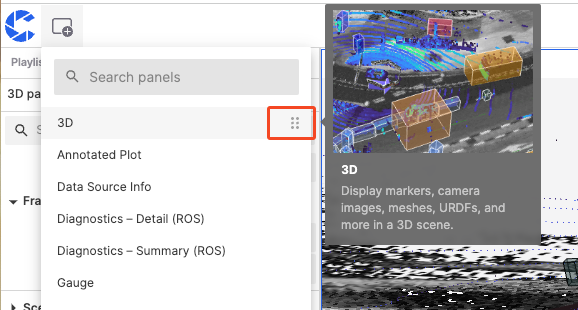 Search panels
Playlis
3D pa
S
3D
Annotated Plot
Data Source Info
Diagnostics – Detail (ROS)
Fra
Diagnostics – Summary (ROS)
Gauge
Sce
3D
Display markers, camera
images, meshes, URDFs, and
more in a 3D scene.